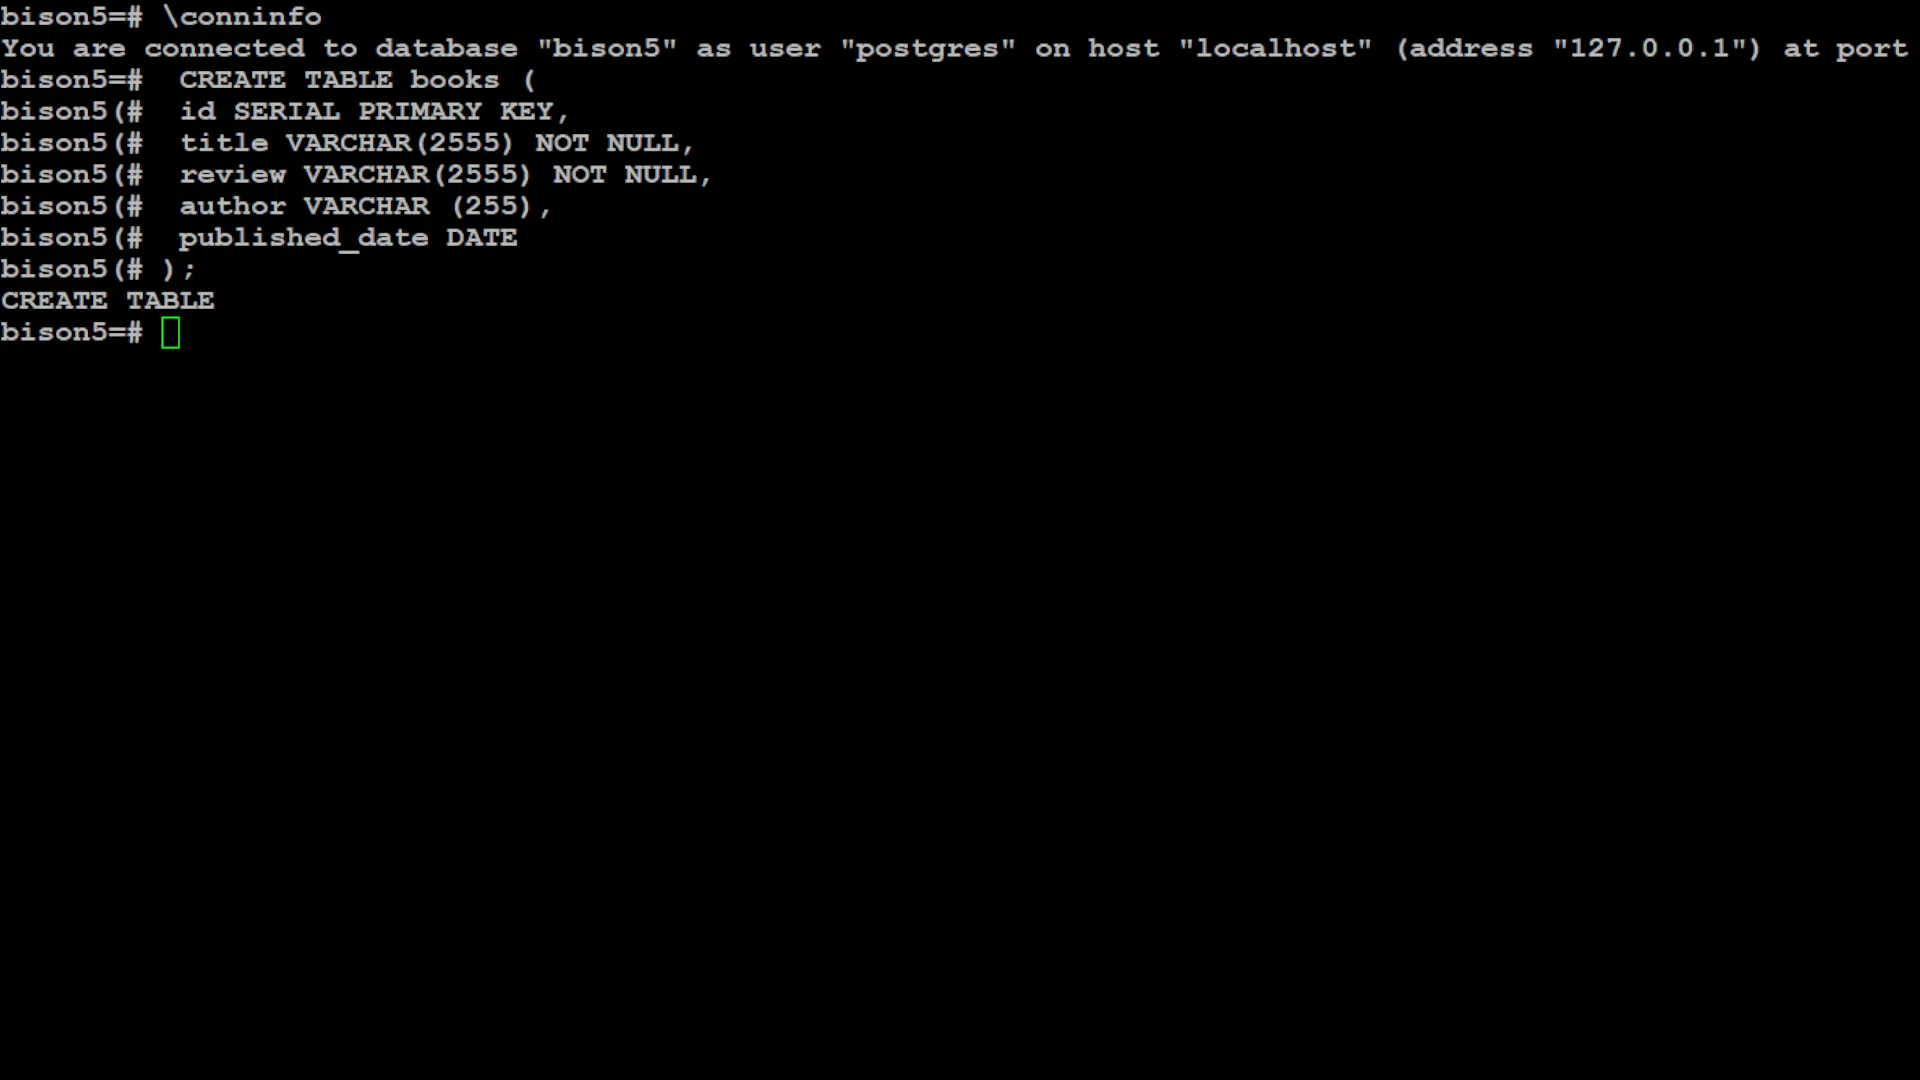 bison5=# \conninfo
You are connected to database "bison5" as user "postgres" on host "localhost" (address "127.0.0.1") at port
bison5=#  CREATE TABLE books (
bison5(#  id SERIAL PRIMARY KEY,
bison5(#  title VARCHAR(2555) NOT NULL,
bison5(#  review VARCHAR(2555) NOT NULL,
bison5(#  author VARCHAR (255),
bison5(#  published_date DATE
bison5(# );
CREATE TABLE
bison5=#